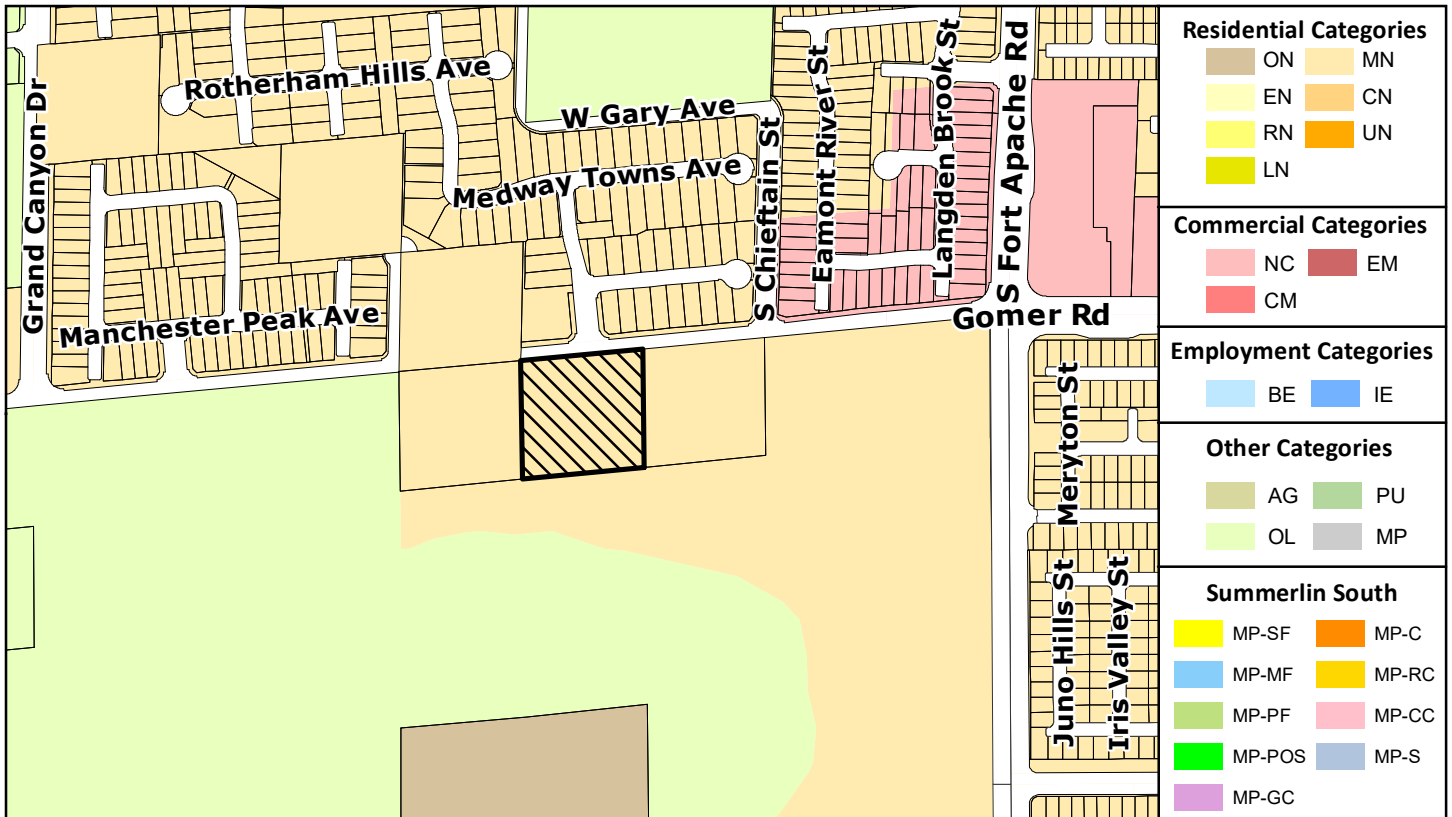 Rotherham Hills Ave
W Gary Ave
Medway Towns Ave
Manchester Peak Ave
Grand Canyon Dr
S Chieftain St
Eamont River St
Langden Brook St
S Fort Apache Rd
Gomer Rd
Meryton St
Juno Hills St
Iris Valley St
Residential Categories
ON MN
EN CN
RN UN
LN
Commercial Categories
NC EM
CM
Employment Categories
BE IE
Other Categories
AG PU
OL MP
Summerlin South
MP-SF MP-C
MP-MF MP-RC
MP-PF MP-CC
MP-POS MP-S
MP-GC